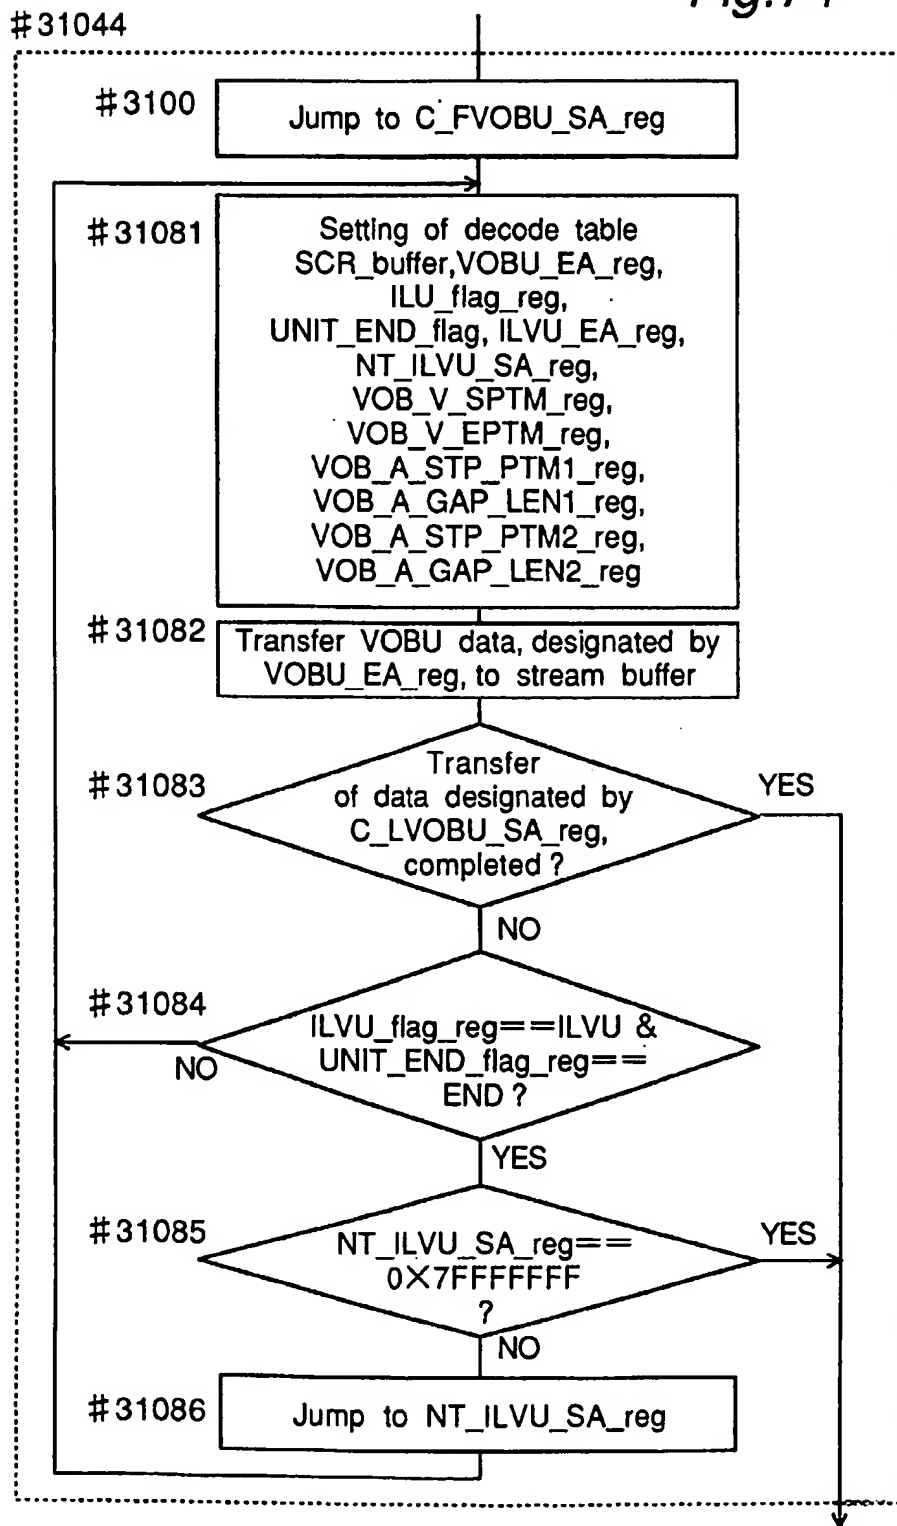 Fig.74
#31044
#3100
Jump to C_FVOBU_SA_reg
#31081
Setting of decode table
SCR_buffer,VOBU_EA_reg,
ILU_flag_reg,
UNIT_END_flag, ILVU_EA_reg,
NT_ILVU_SA_reg,
VOB_V_SPTM_reg,
VOB_V_EPTM_reg,
VOB_A_STP_PTM1_reg,
VOB_A_GAP_LEN1_reg,
VOB_A_STP_PTM2_reg,
VOB_A_GAP_LEN2_reg
#31082
Transfer VOBU data, designated by
VOBU_EA_reg, to stream buffer
#31083
Transfer
of data designated by
C_LVOBU_SA_reg,
completed ?
YES
NO
#31084
ILVU_flag_reg==ILVU &
UNIT_END_flag_reg==
END ?
NO
YES
#31085
NT_ILVU_SA_reg==
0X7FFFFFFF
?
YES
NO
#31086
Jump to NT_ILVU_SA_reg